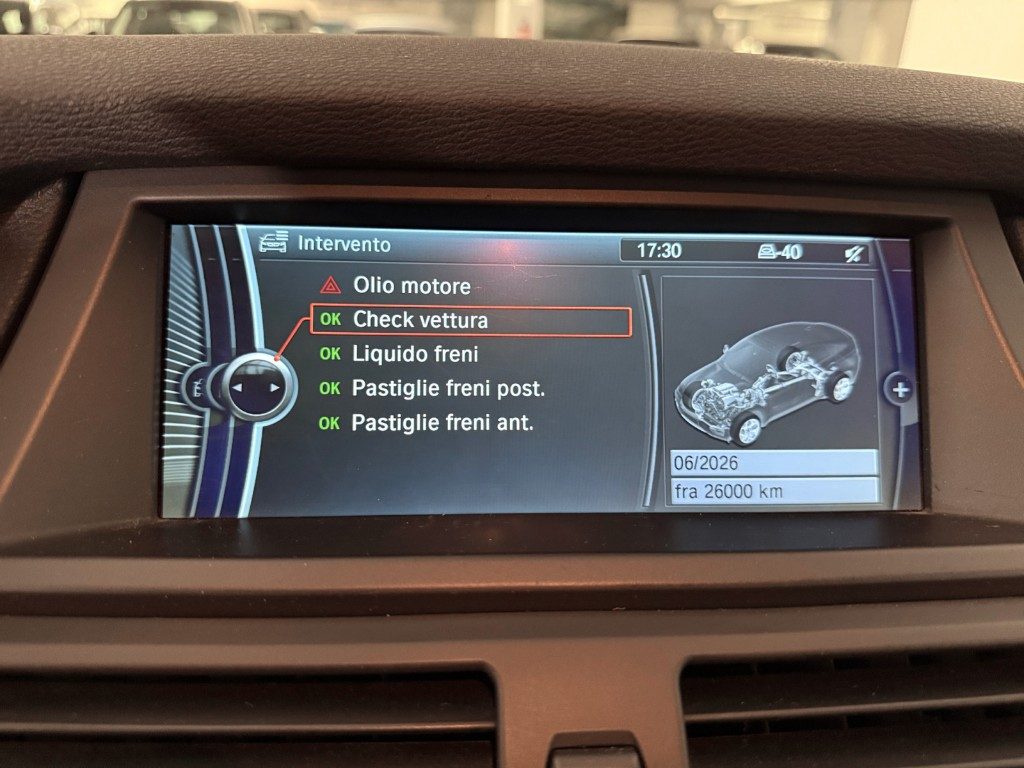 Intervento
17:30
-40
Olio motore
OK Check vettura
OK Liquido freni
OK Pastiglie freni post.
OK Pastiglie freni ant.
06/2026
fra 26000 km